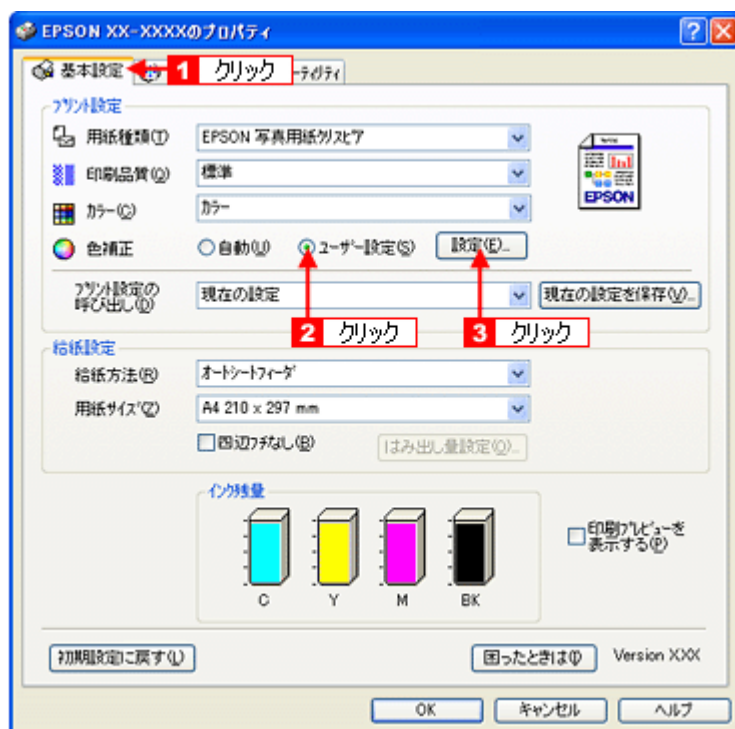 EPSON XX-XXXXのプロパティ
基本設定
1 クリック
ーティリティ
プリント設定
用紙種類(T)
EPSON 写真用紙クリスピア
印刷品質(Q)
標準
カラー(C)
カラー
EPSON
色補正
自動(U)
ユーザー設定(S)
設定(E)...
プリント設定の
呼び出し(D)
現在の設定
現在の設定を保存(V)...
2 クリック
3 クリック
給紙設定
給紙方法(R)
オートシートフィーダ
用紙サイズ(Z)
A4 210 x 297 mm
四辺フチなし(B)
はみ出し量設定(O)...
インク残量
C
Y
M
BK
印刷プレビューを
表示する(P)
初期設定に戻す(L)
困ったときは(I)
Version XXX
OK
キャンセル
ヘルプ